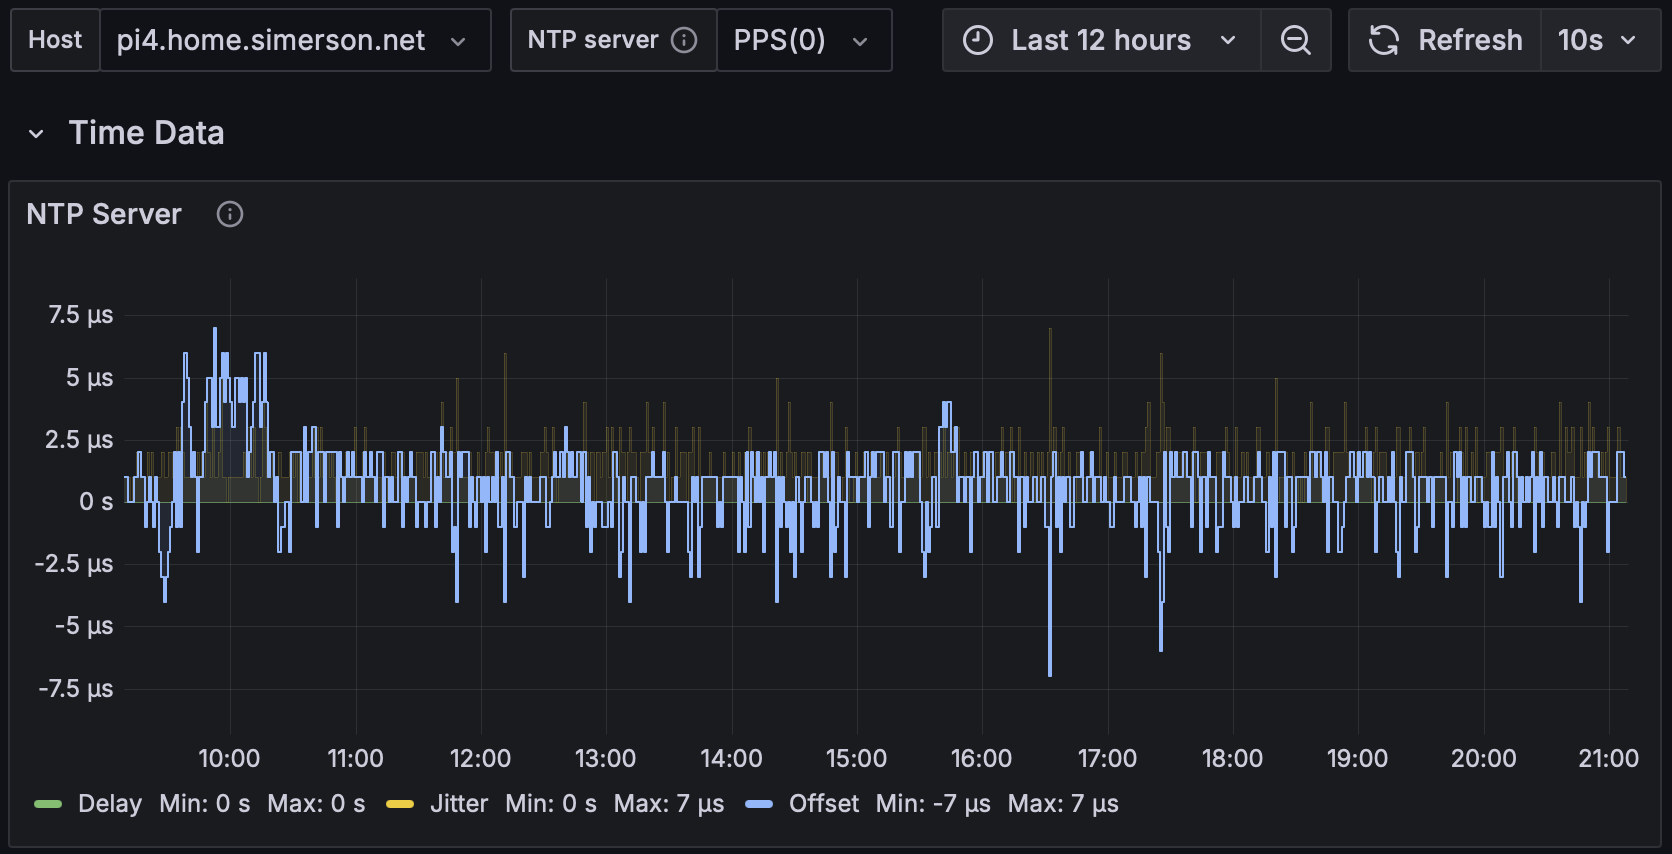 Host pi4.home.simerson.net NTP server PPS(0) Last 12 hours Refresh 10s
Time Data
NTP Server
7.5 µs
5 µs
2.5 µs
0 s
-2.5 µs
-5 µs
-7.5 µs
10:00 11:00 12:00 13:00 14:00 15:00 16:00 17:00 18:00 19:00 20:00 21:00
Delay Min: 0 s Max: 0 s Jitter Min: 0 s Max: 7 µs Offset Min: -7 µs Max: 7 µs